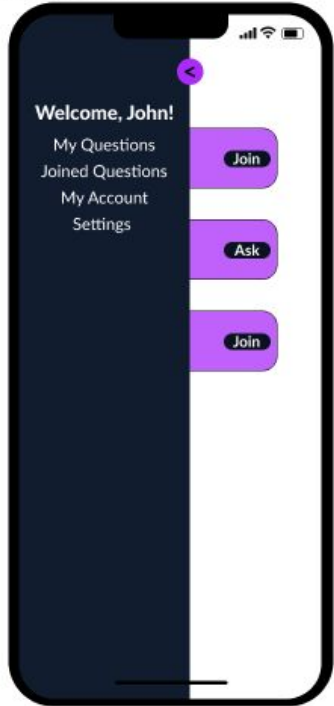 <
Welcome, John!
My Questions
Joined Questions
My Account
Settings
Join
Ask
Join